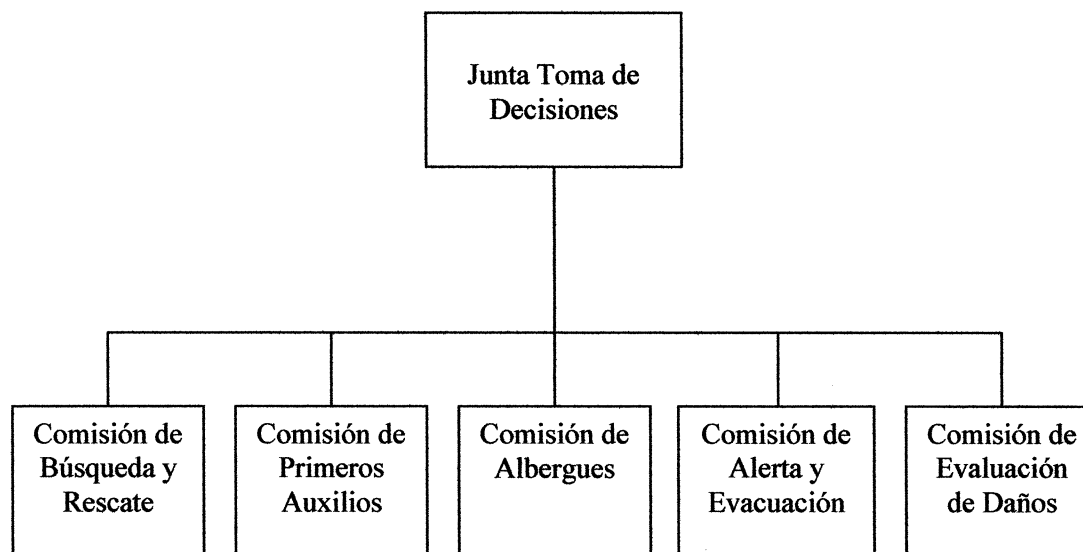 Junta Toma de
Decisiones
Comisión de
Búsqueda y
Rescate
Comisión de
Primeros
Auxilios
Comisión de
Albergues
Comisión de
Alerta y
Evacuación
Comisión de
Evaluación
de Daños